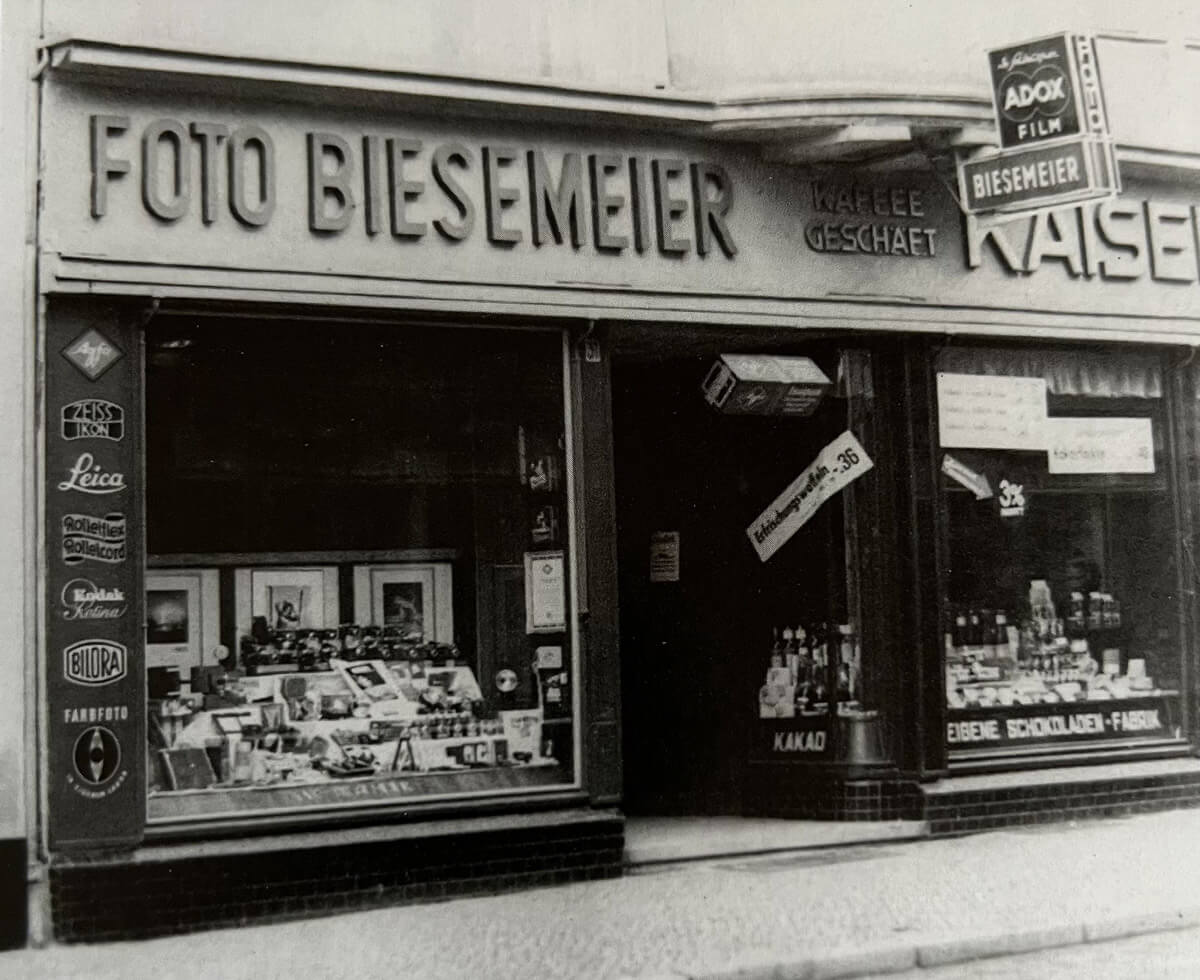 FOTO BIESEMEIER
KAFFEE
GESCHÄFT
KAISE
ADOX
FILM
BIESEMEIER
Agfa
ZEISS
IKON
Leica
Rolleiflex
Rolleicord
Kodak
Retina
BILORA
FARBFOTO
Agfa
Erfrischungswaffeln -.36
3%
KAKAO
EIGENE SCHOKOLADEN-FABRIK